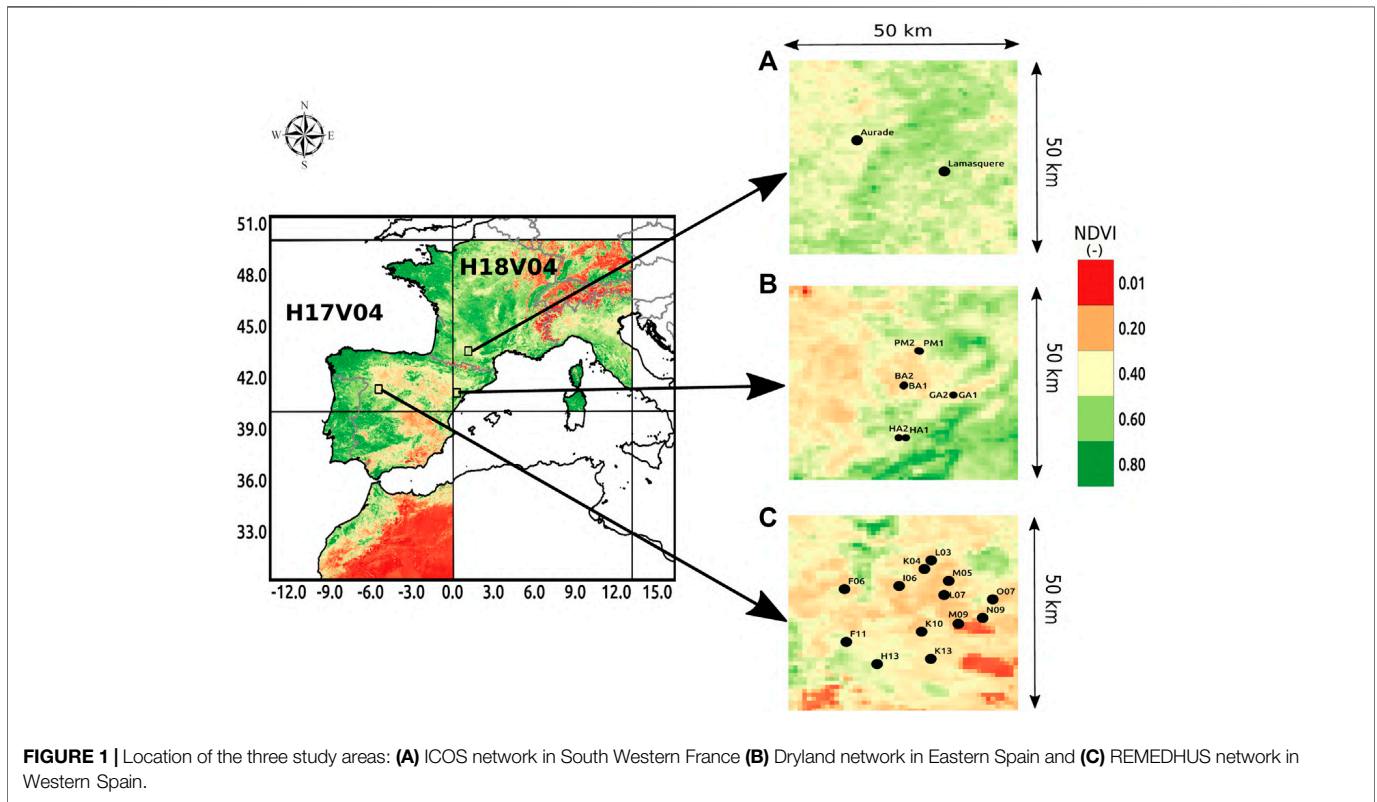 50 km
A
Aurade
Lamasquere
50 km
N
W E
S
51.0
48.0
45.0
42.0
39.0
36.0
33.0
-12.0 -9.0 -6.0 -3.0 0.0 3.0 6.0 9.0 12.0 15.0
H17V04
H18V04
B
PM2 PM1
BA2
BA1
GA2 GA1
HA2 HA1
50 km
NDVI
(-)
0.01
0.20
0.40
0.60
0.80
C
L03
K04
M05
I06
F06
L07
O07
N09
M09
K10
F11
H13
K13
50 km
FIGURE 1 | Location of the three study areas: (A) ICOS network in South Western France (B) Dryland network in Eastern Spain and (C) REMEDHUS network in
Western Spain.